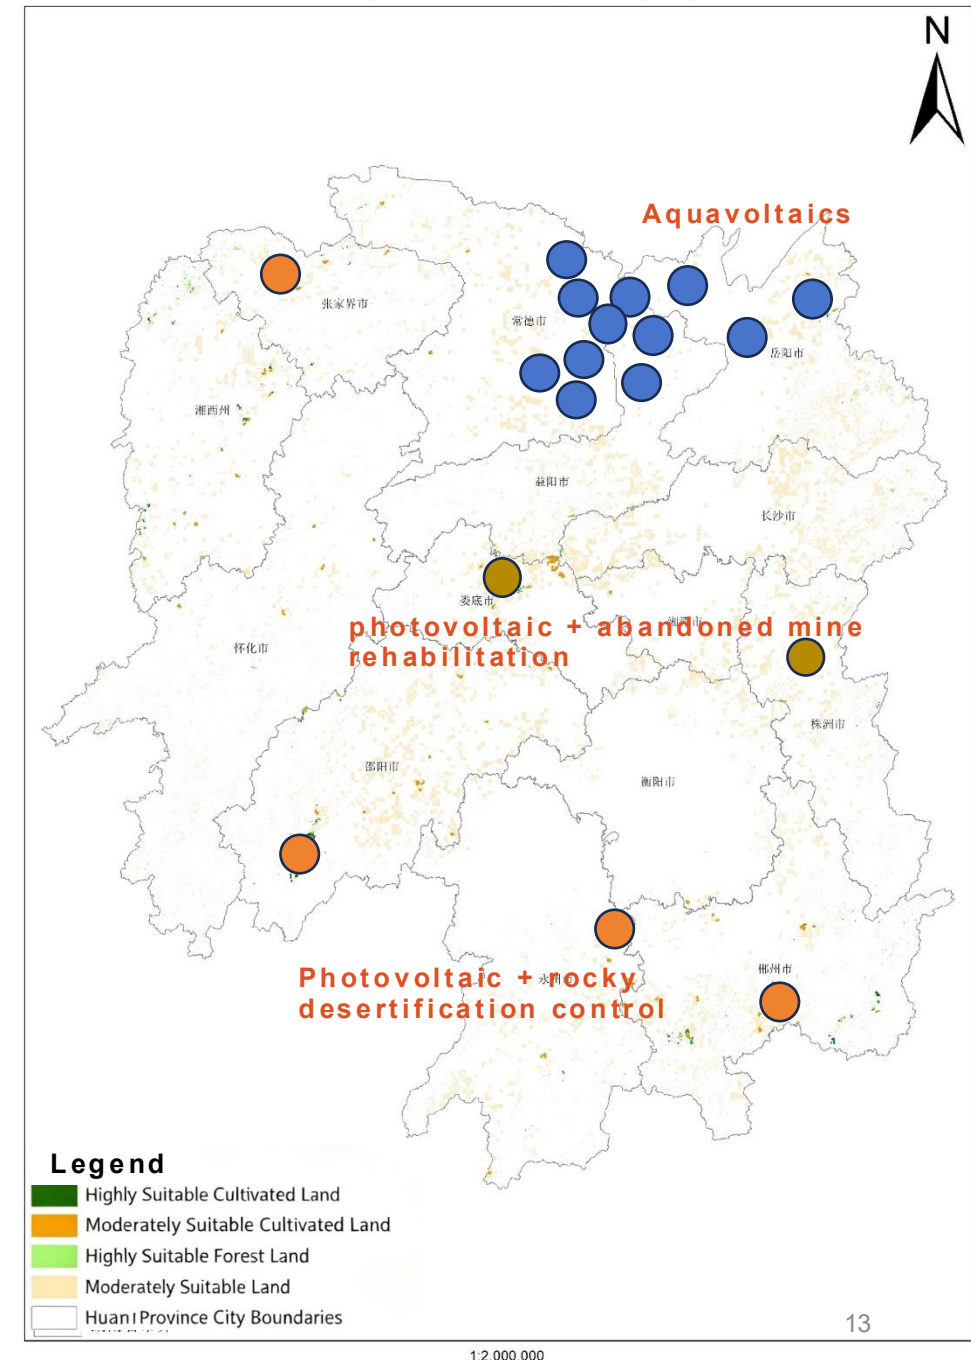 N
Aquavoltaics
张家界市
常德市
岳阳市
湘西州
益阳市
长沙市
娄底市
photovoltaic + abandoned mine
rehabilitation
怀化市
株洲市
邵阳市
衡阳市
Photovoltaic + rocky
desertification control
郴州市
Legend
Highly Suitable Cultivated Land
Moderately Suitable Cultivated Land
Highly Suitable Forest Land
Moderately Suitable Land
Huan Province City Boundaries
13
1:2,000,000